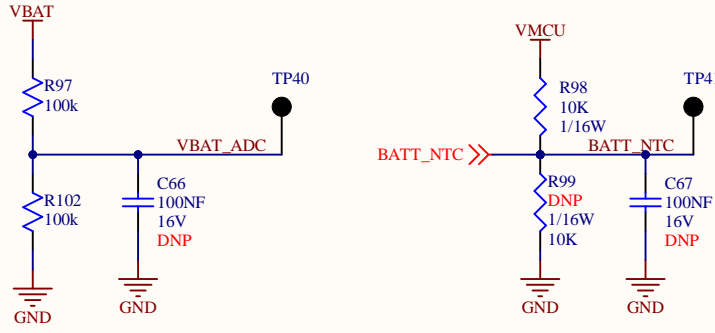 VBAT
R97
100k
TP40
VBAT_ADC
R102
100k
C66
100NF
16V
DNP
GND
GND
VMCU
R98
10K
1/16W
TP4
BATT_NTC
BATT_NTC
R99
DNP
1/16W
10K
C67
100NF
16V
DNP
GND
GND